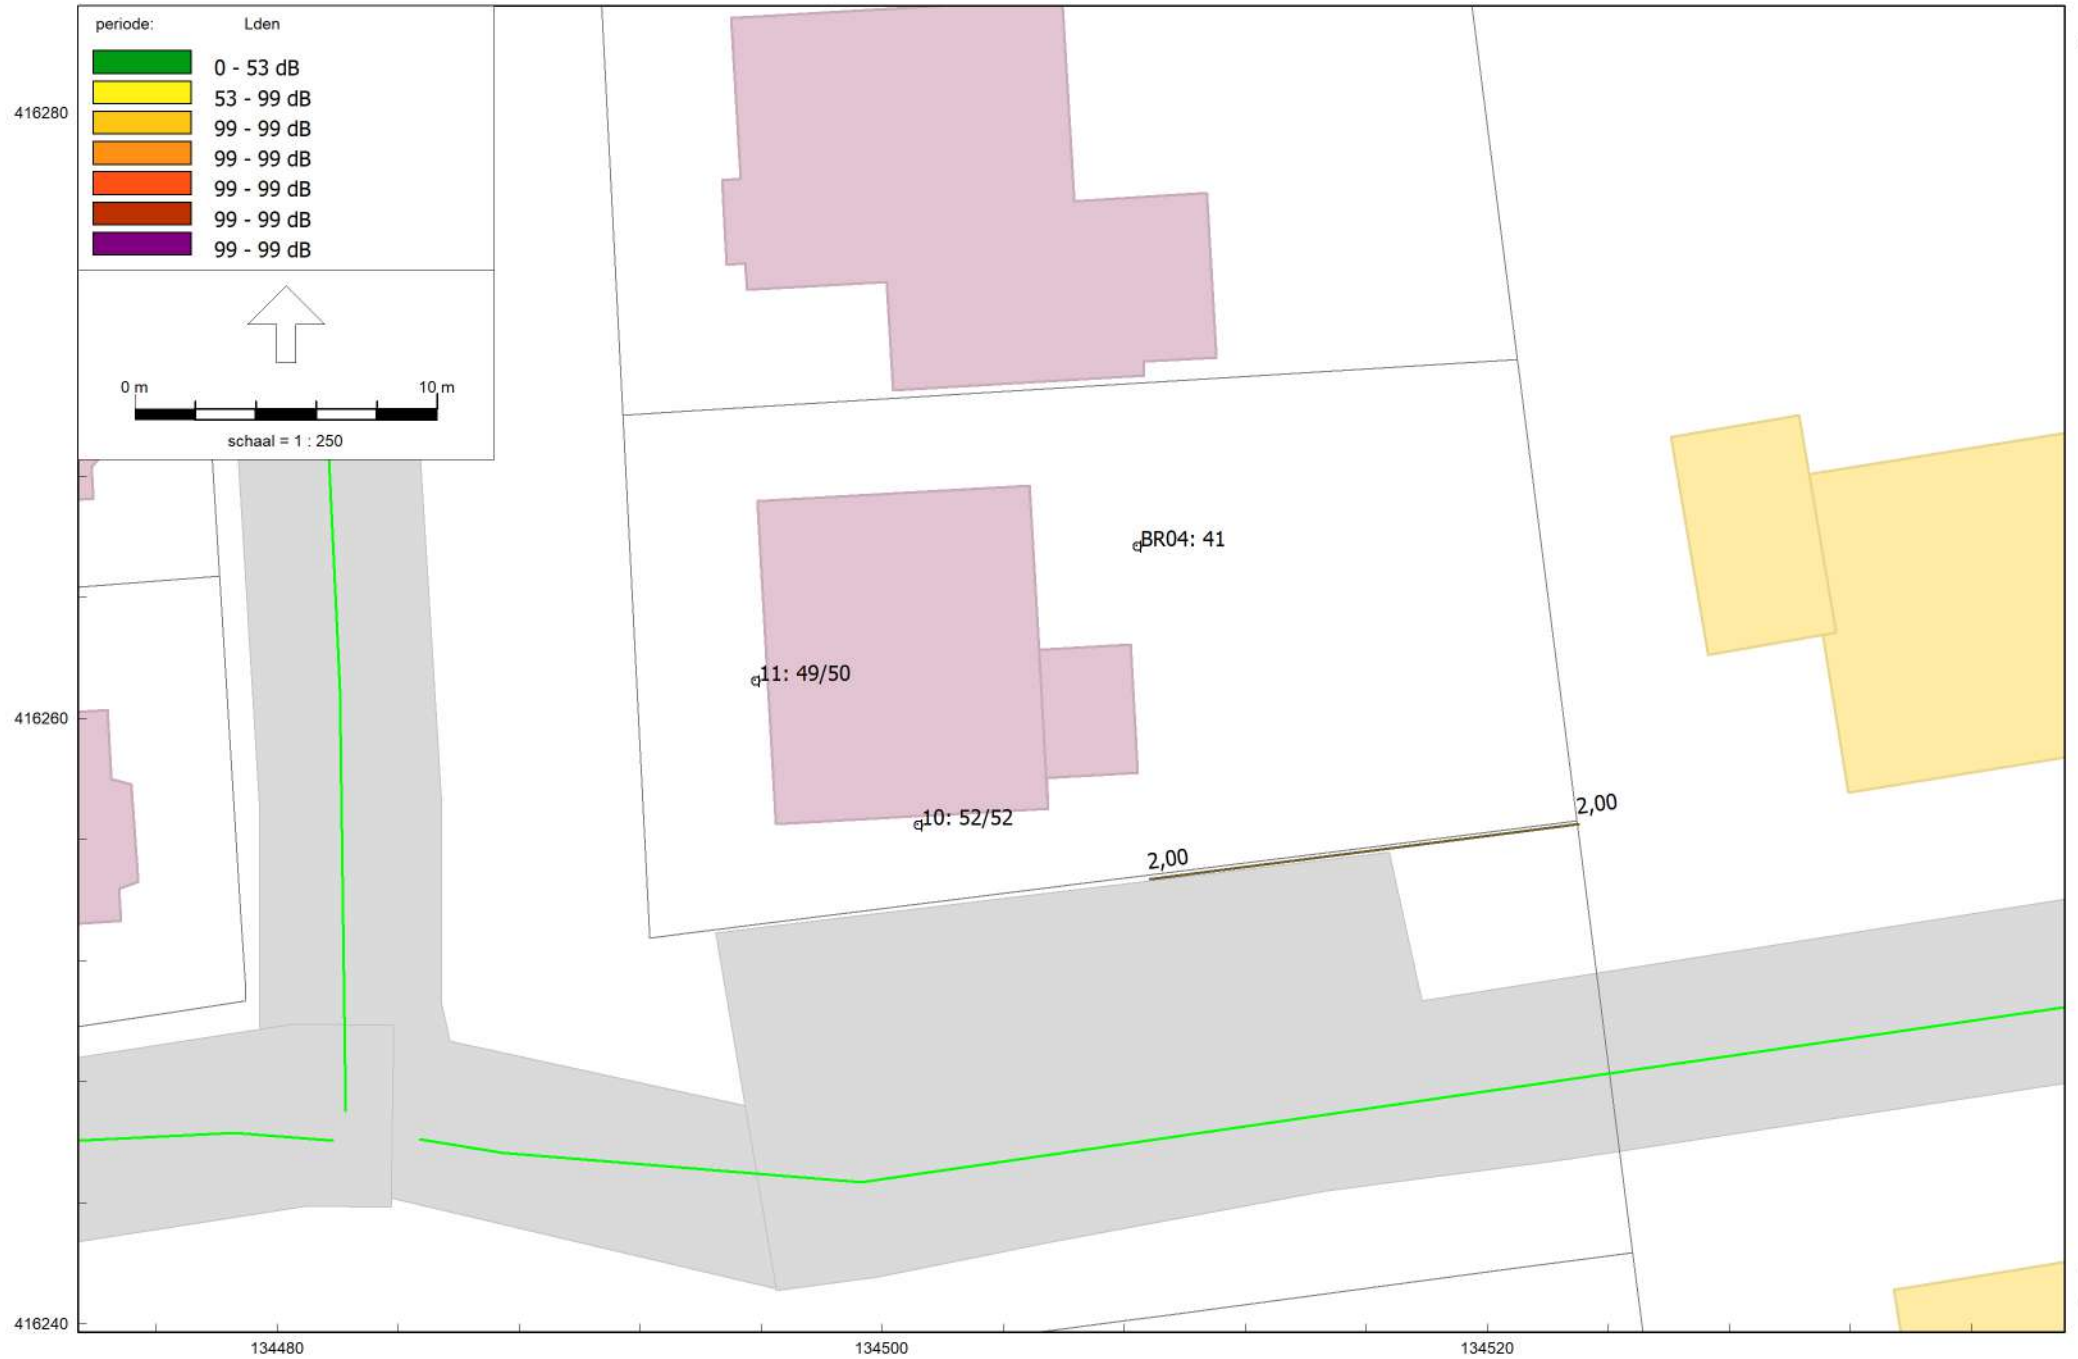 periode: Lden
0 - 53 dB
53 - 99 dB
99 - 99 dB
99 - 99 dB
99 - 99 dB
99 - 99 dB
99 - 99 dB
0 m 10 m
schaal = 1 : 250
416280
416260
416240
134480 134500 134520
BR04: 41
11: 49/50
10: 52/52
2,00
2,00